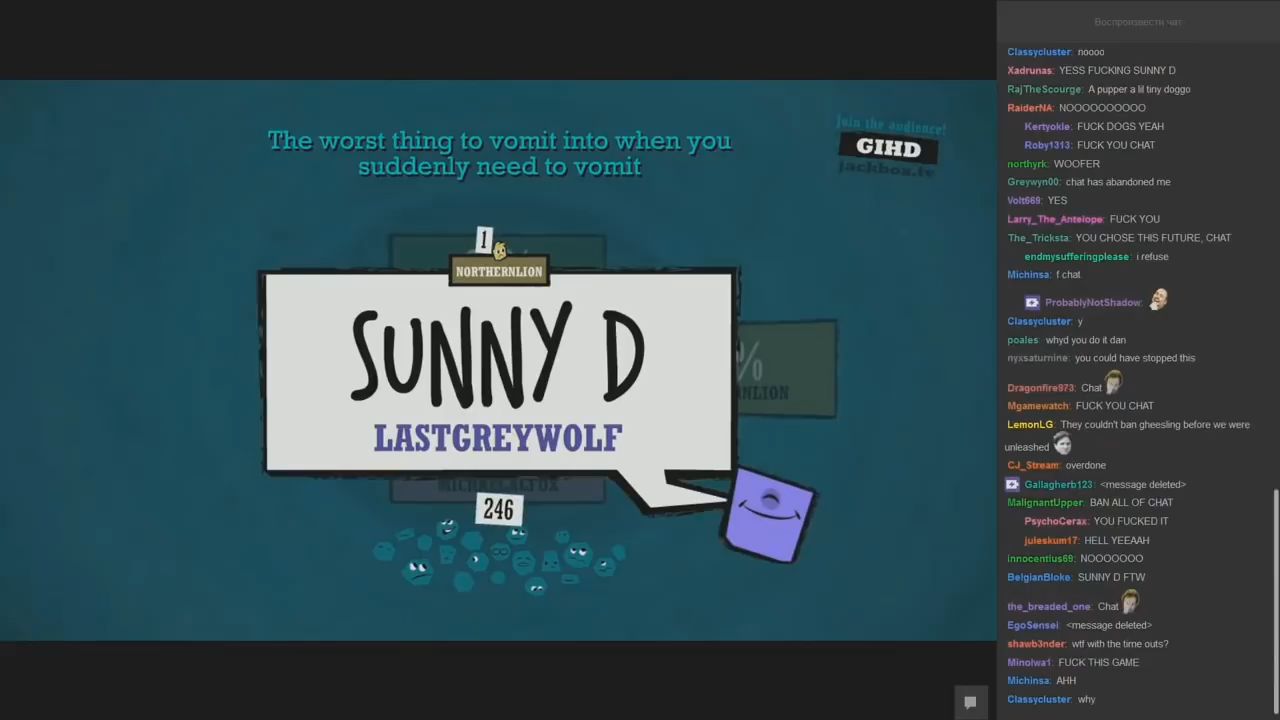 The worst thing to vomit into when you
suddenly need to vomit
Join the audience!
GIHD
jackbox.tv
1
NORTHERNLION
SUNNY D
LASTGREYWOLF
%
246
Воспроизвести чат
Classycluster: noooo
Xadrunas: YESS FUCKING SUNNY D
RajTheScourge: A pupper a lil tiny doggo
RaiderNA: NOOOOOOOOOO
Kertyokle: FUCK DOGS YEAH
Roby1313: FUCK YOU CHAT
northyrk: WOOFER
Greywyn00: chat has abandoned me
Volt669: YES
Larry_The_Antelope: FUCK YOU
The_Tricksta: YOU CHOSE THIS FUTURE, CHAT
endmysufferingplease: i refuse
Michinsa: f chat
ProbablyNotShadow:
Classycluster: y
poales: whyd you do it dan
nyxsaturnine: you could have stopped this
Dragonfire973: Chat
Mgamewatch: FUCK YOU CHAT
LemonLG: They couldn't ban gheesling before we were
unleashed
CJ_Stream: overdone
Gallagherb123: <message deleted>
MalignantUpper: BAN ALL OF CHAT
PsychoCerax: YOU FUCKED IT
juleskum17: HELL YEEAAH
innocentius69: NOOOOOOO
BelgianBloke: SUNNY D FTW
the_breaded_one: Chat
EgoSensei: <message deleted>
shawb3nder: wtf with the time outs?
Minolwa1: FUCK THIS GAME
Michinsa: AHH
Classycluster: why